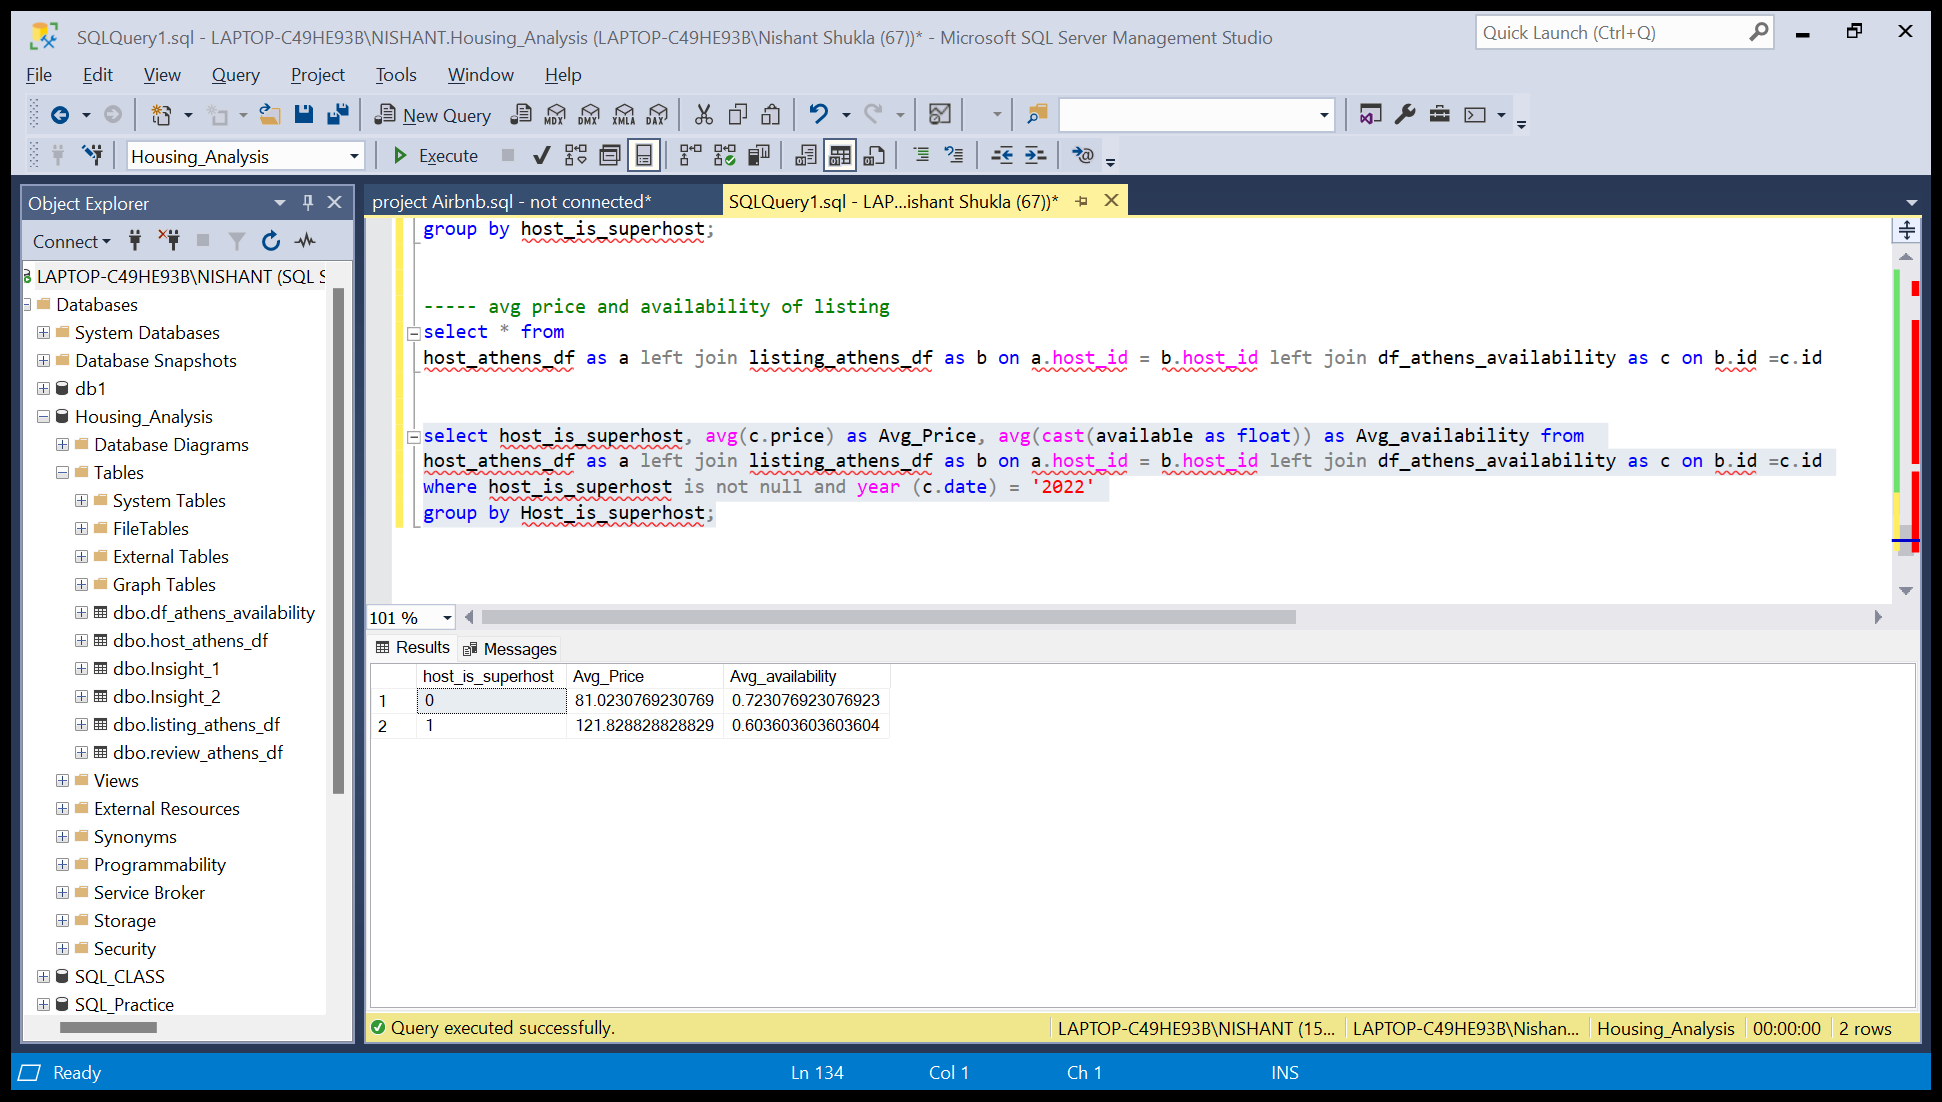 SQLQuery1.sql - LAPTOP-C49HE93B\NISHANT.Housing_Analysis (LAPTOP-C49HE93B\Nishant Shukla (67))* - Microsoft SQL Server Management Studio
Quick Launch (Ctrl+Q)
File Edit View Query Project Tools Window Help
New Query MDX DMX XMLA DAX
Housing_Analysis Execute
Object Explorer
project Airbnb.sql - not connected*
SQLQuery1.sql - LAP...ishant Shukla (67))*
Connect
LAPTOP-C49HE93B\NISHANT (SQL S
Databases
System Databases
Database Snapshots
db1
Housing_Analysis
Database Diagrams
Tables
System Tables
FileTables
External Tables
Graph Tables
dbo.df_athens_availability
dbo.host_athens_df
dbo.Insight_1
dbo.Insight_2
dbo.listing_athens_df
dbo.review_athens_df
Views
External Resources
Synonyms
Programmability
Service Broker
Storage
Security
SQL_CLASS
SQL_Practice
group by host_is_superhost;
----- avg price and availability of listing
select * from
host_athens_df as a left join listing_athens_df as b on a.host_id = b.host_id left join df_athens_availability as c on b.id =c.id
select host_is_superhost, avg(c.price) as Avg_Price, avg(cast(available as float)) as Avg_availability from
host_athens_df as a left join listing_athens_df as b on a.host_id = b.host_id left join df_athens_availability as c on b.id =c.id
where host_is_superhost is not null and year (c.date) = '2022'
group by Host_is_superhost;
101 %
Results Messages
host_is_superhost Avg_Price Avg_availability
1 0 81.0230769230769 0.723076923076923
2 1 121.828828828829 0.603603603603604
Query executed successfully. LAPTOP-C49HE93B\NISHANT (15... LAPTOP-C49HE93B\Nishan... Housing_Analysis 00:00:00 2 rows
Ready Ln 134 Col 1 Ch 1 INS